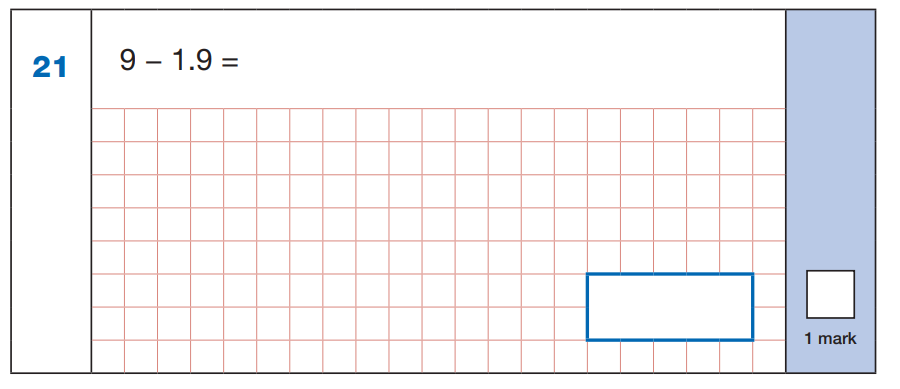 21
9 – 1.9 =
1 mark